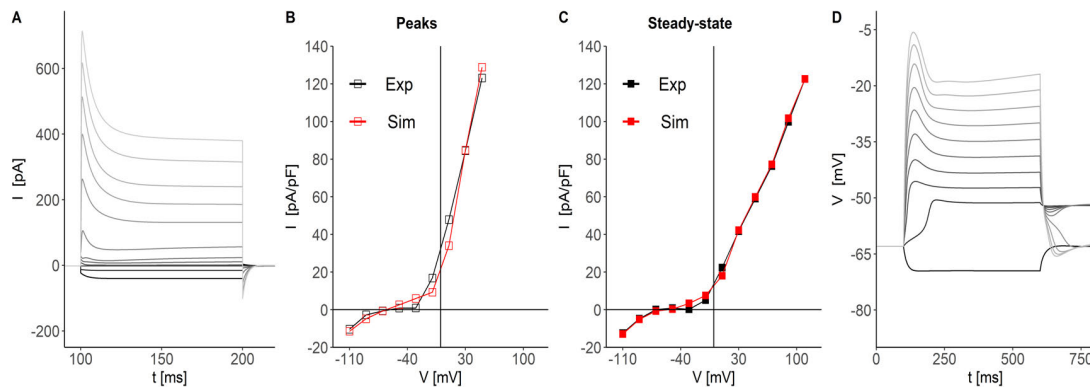 A
I [pA]
600
400
200
0
-200
100
150
200
t [ms]
B
Peaks
I [pA/pF]
140
120
100
80
60
40
20
0
-20
Exp
Sim
-110
-40
30
100
V [mV]
C
Steady-state
I [pA/pF]
140
120
100
80
60
40
20
0
-20
Exp
Sim
-110
-40
30
100
V [mV]
D
V [mV]
-5
-20
-35
-50
-65
-80
0
250
500
750
t [ms]